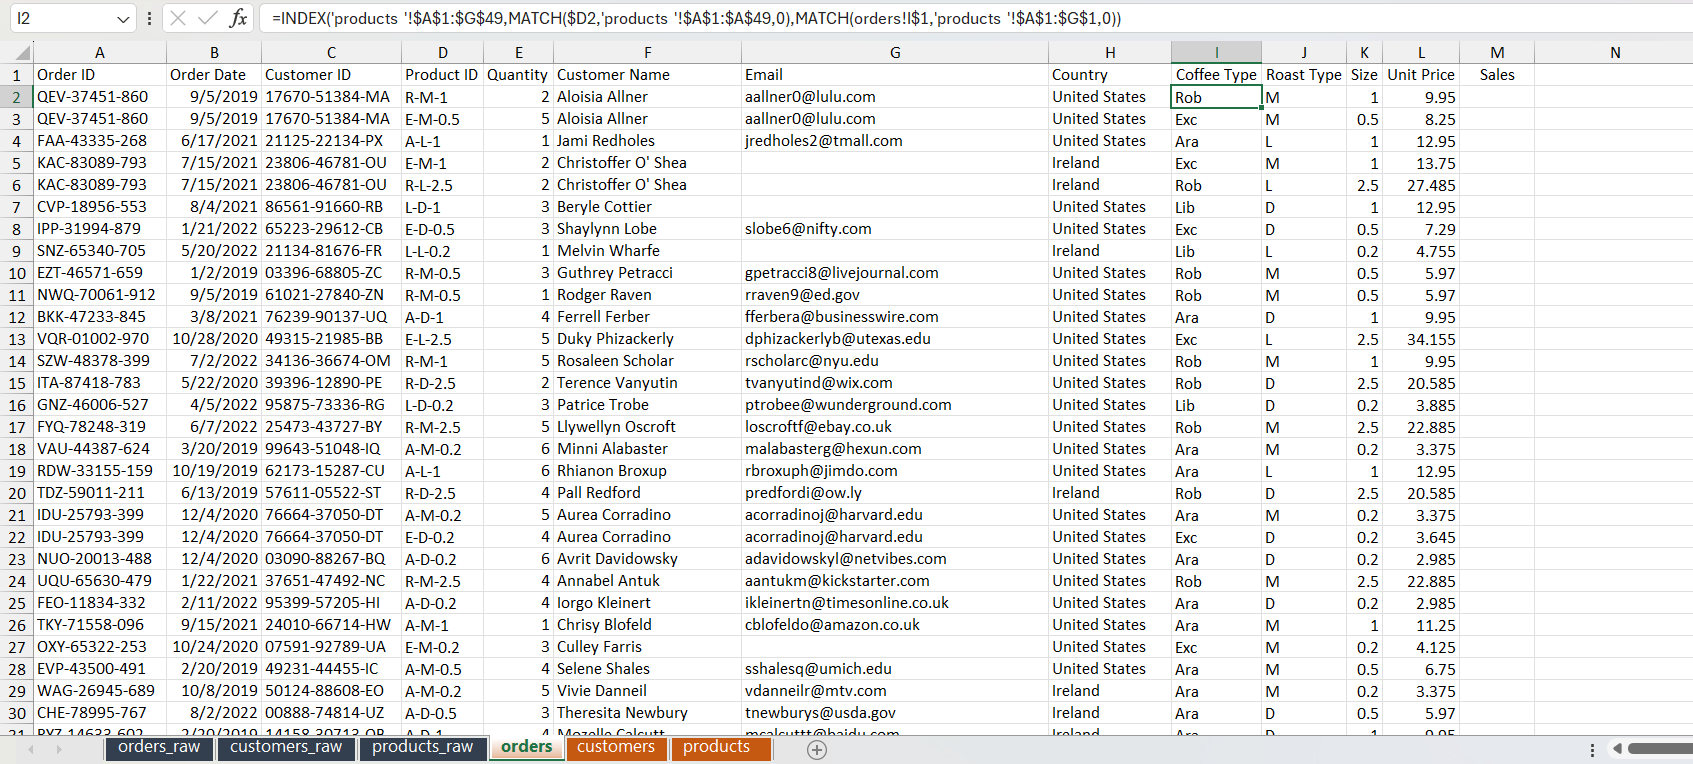 I2 fx =INDEX('products '!$A$1:$G$49,MATCH($D2,'products '!$A$1:$A$49,0),MATCH(orders!I$1,'products '!$A$1:$G$1,0))
A B C D E F G H I J K L M N
1 Order ID Order Date Customer ID Product ID Quantity Customer Name Email Country Coffee Type Roast Type Size Unit Price Sales
2 QEV-37451-860 9/5/2019 17670-51384-MA R-M-1 2 Aloisia Allner aallner0@lulu.com United States Rob M 1 9.95
3 QEV-37451-860 9/5/2019 17670-51384-MA E-M-0.5 5 Aloisia Allner aallner0@lulu.com United States Exc M 0.5 8.25
4 FAA-43335-268 6/17/2021 21125-22134-PX A-L-1 1 Jami Redholes jredholes2@tmall.com United States Ara L 1 12.95
5 KAC-83089-793 7/15/2021 23806-46781-OU E-M-1 2 Christoffer O' Shea Ireland Exc M 1 13.75
6 KAC-83089-793 7/15/2021 23806-46781-OU R-L-2.5 2 Christoffer O' Shea Ireland Rob L 2.5 27.485
7 CVP-18956-553 8/4/2021 86561-91660-RB L-D-1 3 Beryle Cottier United States Lib D 1 12.95
8 IPP-31994-879 1/21/2022 65223-29612-CB E-D-0.5 3 Shaylynn Lobe slobe6@nifty.com United States Exc D 0.5 7.29
9 SNZ-65340-705 5/20/2022 21134-81676-FR L-L-0.2 1 Melvin Wharfe Ireland Lib L 0.2 4.755
10 EZT-46571-659 1/2/2019 03396-68805-ZC R-M-0.5 3 Guthrey Petracci gpetracci8@livejournal.com United States Rob M 0.5 5.97
11 NWQ-70061-912 9/5/2019 61021-27840-ZN R-M-0.5 1 Rodger Raven rraven9@ed.gov United States Rob M 0.5 5.97
12 BKK-47233-845 3/8/2021 76239-90137-UQ A-D-1 4 Ferrell Ferber fferbera@businesswire.com United States Ara D 1 9.95
13 VQR-01002-970 10/28/2020 49315-21985-BB E-L-2.5 5 Duky Phizackerly dphizackerlyb@utexas.edu United States Exc L 2.5 34.155
14 SZW-48378-399 7/2/2022 34136-36674-OM R-M-1 5 Rosaleen Scholar rscholarc@nyu.edu United States Rob M 1 9.95
15 ITA-87418-783 5/22/2020 39396-12890-PE R-D-2.5 2 Terence Vanyutin tvanyutind@wix.com United States Rob D 2.5 20.585
16 GNZ-46006-527 4/5/2022 95875-73336-RG L-D-0.2 3 Patrice Trobe ptrobee@wunderground.com United States Lib D 0.2 3.885
17 FYQ-78248-319 6/7/2022 25473-43727-BY R-M-2.5 5 Llywellyn Oscroft loscroftf@ebay.co.uk United States Rob M 2.5 22.885
18 VAU-44387-624 3/20/2019 99643-51048-IQ A-M-0.2 6 Minni Alabaster malabasterg@hexun.com United States Ara M 0.2 3.375
19 RDW-33155-159 10/19/2019 62173-15287-CU A-L-1 6 Rhianon Broxup rbroxuph@jimdo.com United States Ara L 1 12.95
20 TDZ-59011-211 6/13/2019 57611-05522-ST R-D-2.5 4 Pall Redford predfordi@ow.ly Ireland Rob D 2.5 20.585
21 IDU-25793-399 12/4/2020 76664-37050-DT A-M-0.2 5 Aurea Corradino acorradinoj@harvard.edu United States Ara M 0.2 3.375
22 IDU-25793-399 12/4/2020 76664-37050-DT E-D-0.2 4 Aurea Corradino acorradinoj@harvard.edu United States Exc D 0.2 3.645
23 NUO-20013-488 12/4/2020 03090-88267-BQ A-D-0.2 6 Avrit Davidowsky adavidowskyl@netvibes.com United States Ara D 0.2 2.985
24 UQU-65630-479 1/22/2021 37651-47492-NC R-M-2.5 4 Annabel Antuk aantukm@kickstarter.com United States Rob M 2.5 22.885
25 FEO-11834-332 2/11/2022 95399-57205-HI A-D-0.2 4 Iorgo Kleinert ikleinertn@timesonline.co.uk United States Ara D 0.2 2.985
26 TKY-71558-096 9/15/2021 24010-66714-HW A-M-1 1 Chrisy Blofeld cblofeldo@amazon.co.uk United States Ara M 1 11.25
27 OXY-65322-253 10/24/2020 07591-92789-UA E-M-0.2 3 Culley Farris United States Exc M 0.2 4.125
28 EVP-43500-491 2/20/2019 49231-44455-IC A-M-0.5 4 Selene Shales sshalesq@umich.edu United States Ara M 0.5 6.75
29 WAG-26945-689 10/8/2019 50124-88608-EO A-M-0.2 5 Vivie Danneil vdanneilr@mtv.com Ireland Ara M 0.2 3.375
30 CHE-78995-767 8/2/2022 00888-74814-UZ A-D-0.5 3 Theresita Newbury tnewburys@usda.gov Ireland Ara D 0.5 5.97
orders_raw customers_raw products_raw orders customers products